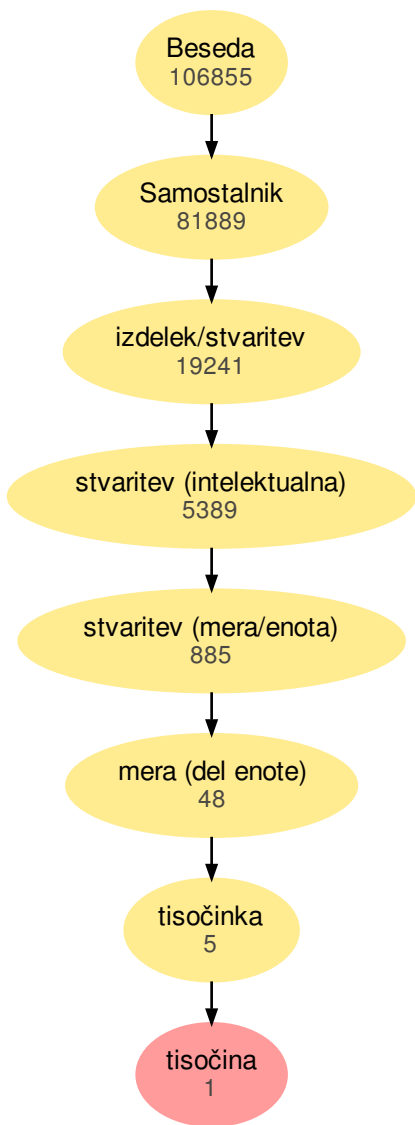 Beseda
106855
Samostalnik
81889
izdelek/stvaritev
19241
stvaritev (intelektualna)
5389
stvaritev (mera/enota)
885
mera (del enote)
48
tisočinka
5
tisočina
1